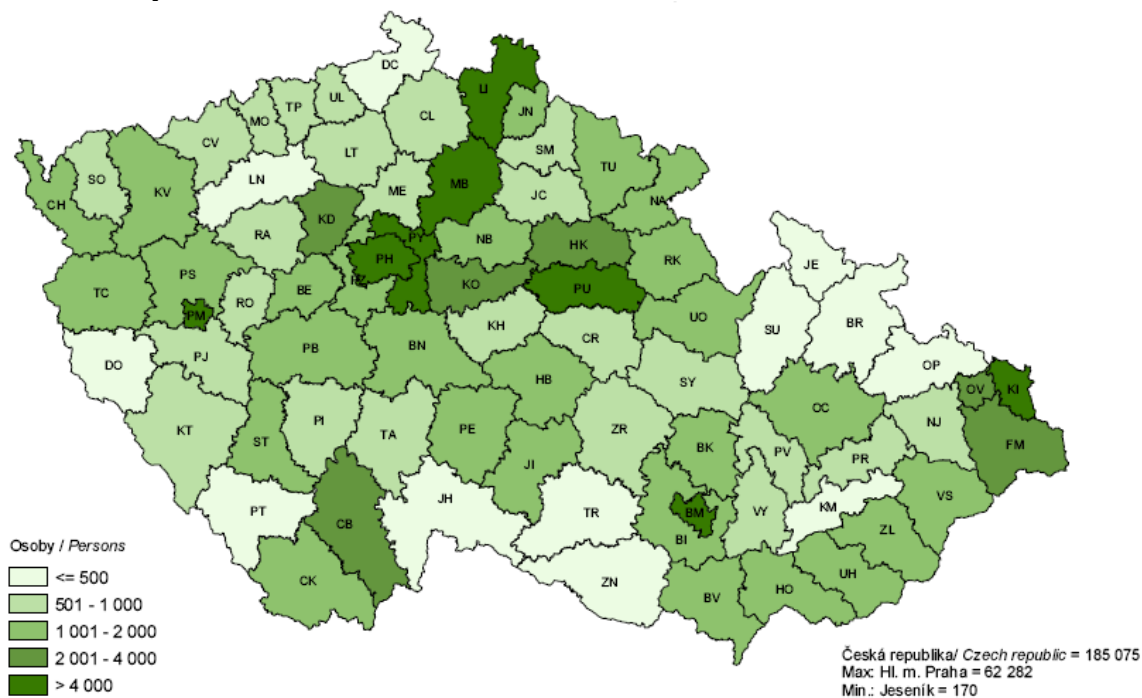 DC
LI
UL
TP
JN
MO
CL
CV
SM
LT
TU
SO
KV
LN
ME
MB
JC
NA
CH
KD
RA
PY
NB
HK
RK
PH
JE
PS
TC
RO
BE
KO
PU
PM
UO
SU
BR
KH
CR
PB
BN
DO
PJ
OP
HB
SY
OV
KI
OC
NJ
KT
ST
PI
TA
PE
ZR
FM
BK
PV
PR
JI
VS
PT
CB
JH
TR
BM
VY
KM
ZL
BI
CK
ZN
BV
HO
UH
Osoby / Persons
<= 500
501 - 1 000
1 001 - 2 000
2 001 - 4 000
> 4 000
Česká republika/ Czech republic = 185 075
Max: Hl. m. Praha = 62 282
Min.: Jeseník = 170